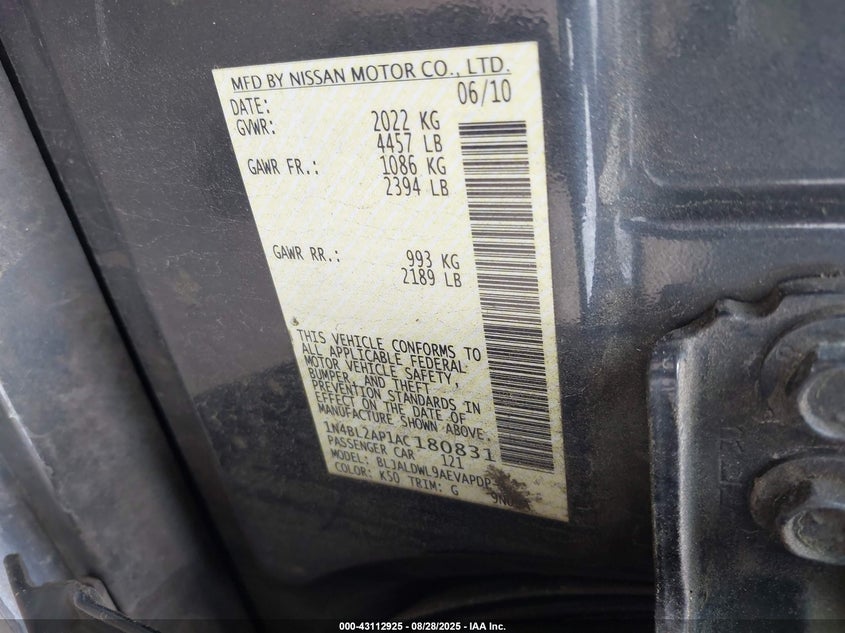 MFD BY NISSAN MOTOR CO., LTD.
DATE: 06/10
GVWR: 2022 KG
4457 LB
GAWR FR.: 1086 KG
2394 LB
GAWR RR.: 993 KG
2189 LB
THIS VEHICLE CONFORMS TO
ALL APPLICABLE FEDERAL
MOTOR VEHICLE SAFETY,
BUMPER, AND THEFT
PREVENTION STANDARDS IN
EFFECT ON THE DATE OF
MANUFACTURE SHOWN ABOVE.
1N4BL2AP1AC180831
PASSENGER CAR 121
MODEL: BLJALDWL9AEVAPDP
COLOR: K50 TRIM: G
000-43112925 - 08/28/2025 - IAA Inc.